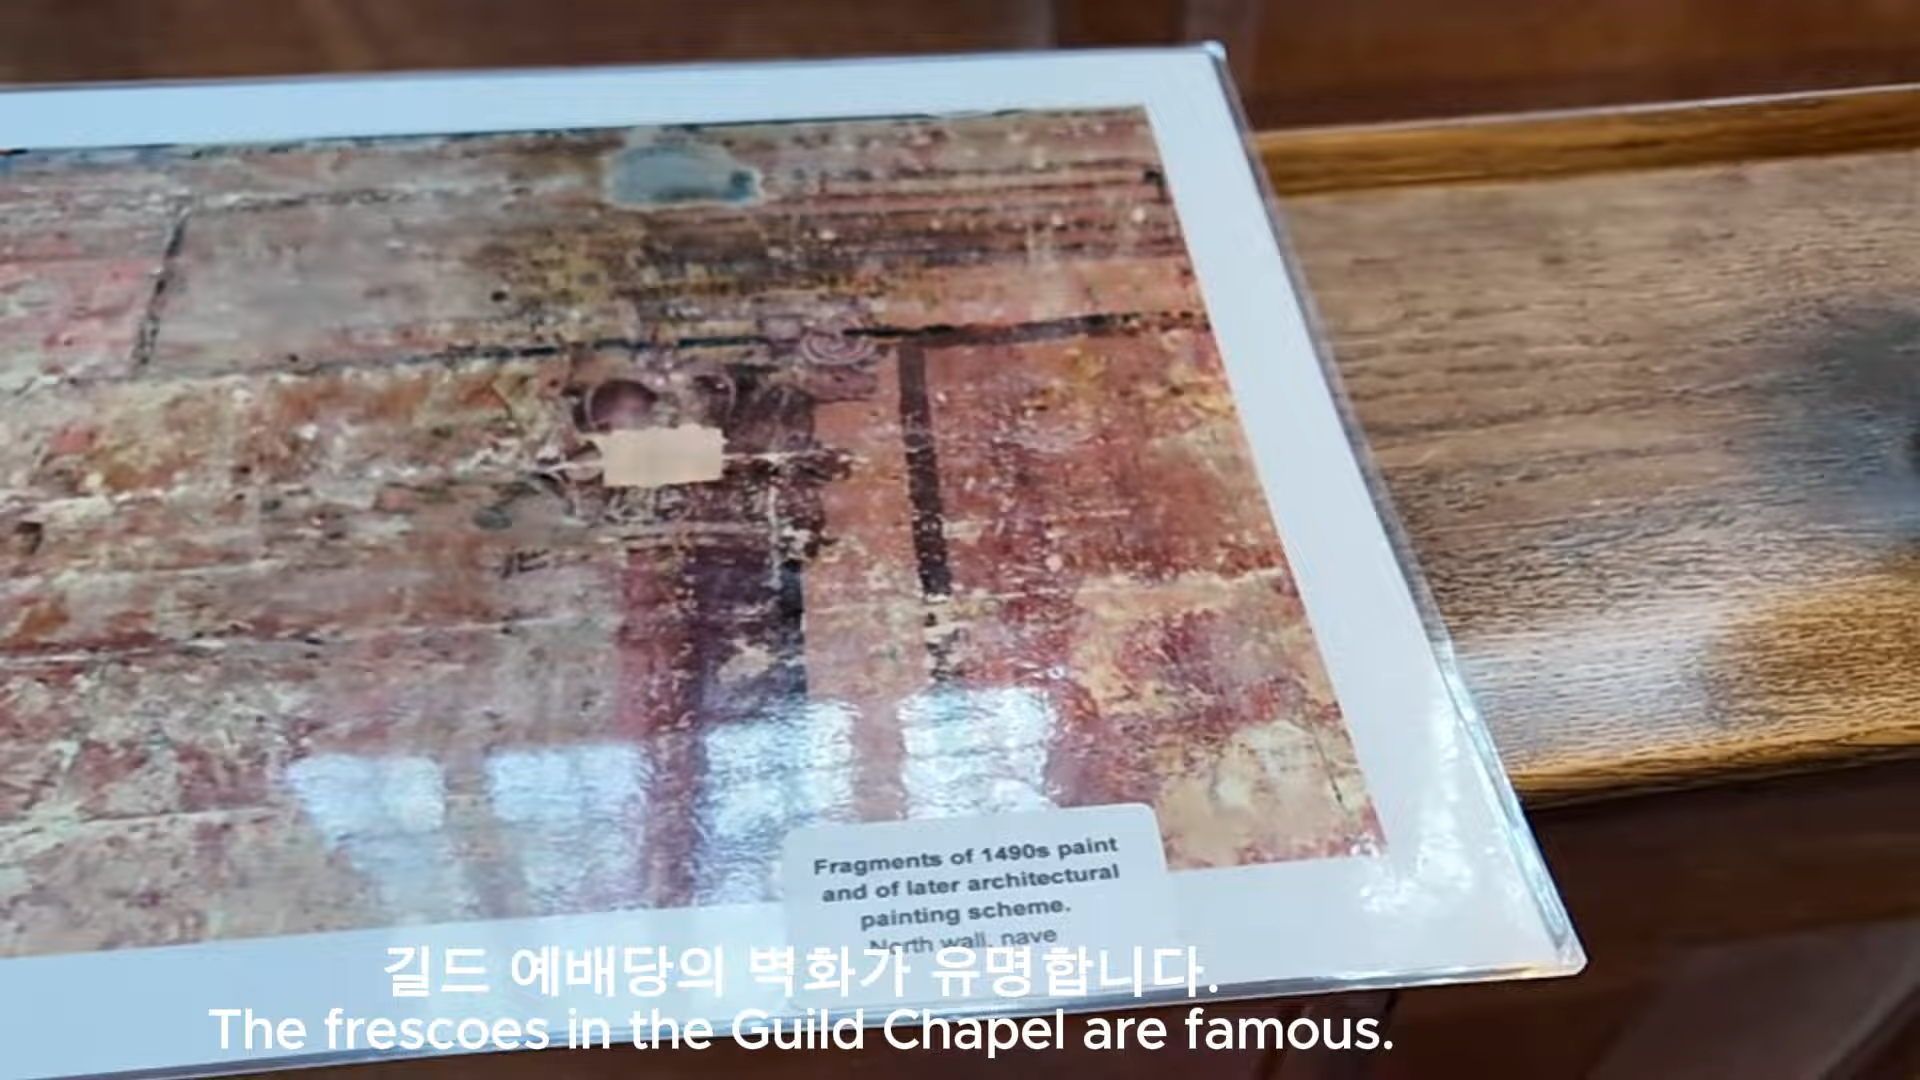 Fragments of 1490s paint
and of later architectural
painting scheme.
North wall, nave
길드 예배당의 벽화가 유명합니다.
The frescoes in the Guild Chapel are famous.